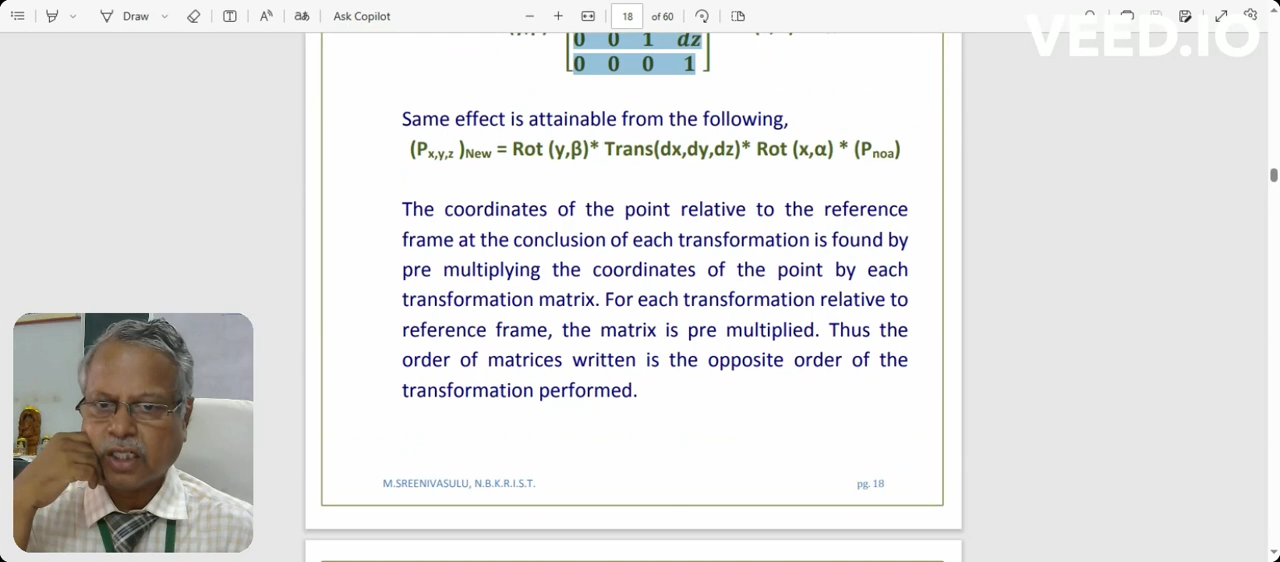 Draw
Ask Copilot
18 of 60
VEED.IO
0 0 1 dz
0 0 0 1
Same effect is attainable from the following,
(Px,y,z )New = Rot (y,β)* Trans(dx,dy,dz)* Rot (x,α) * (Pnoa)
The coordinates of the point relative to the reference
frame at the conclusion of each transformation is found by
pre multiplying the coordinates of the point by each
transformation matrix. For each transformation relative to
reference frame, the matrix is pre multiplied. Thus the
order of matrices written is the opposite order of the
transformation performed.
M.SREENIVASULU, N.B.K.R.I.S.T.
pg. 18